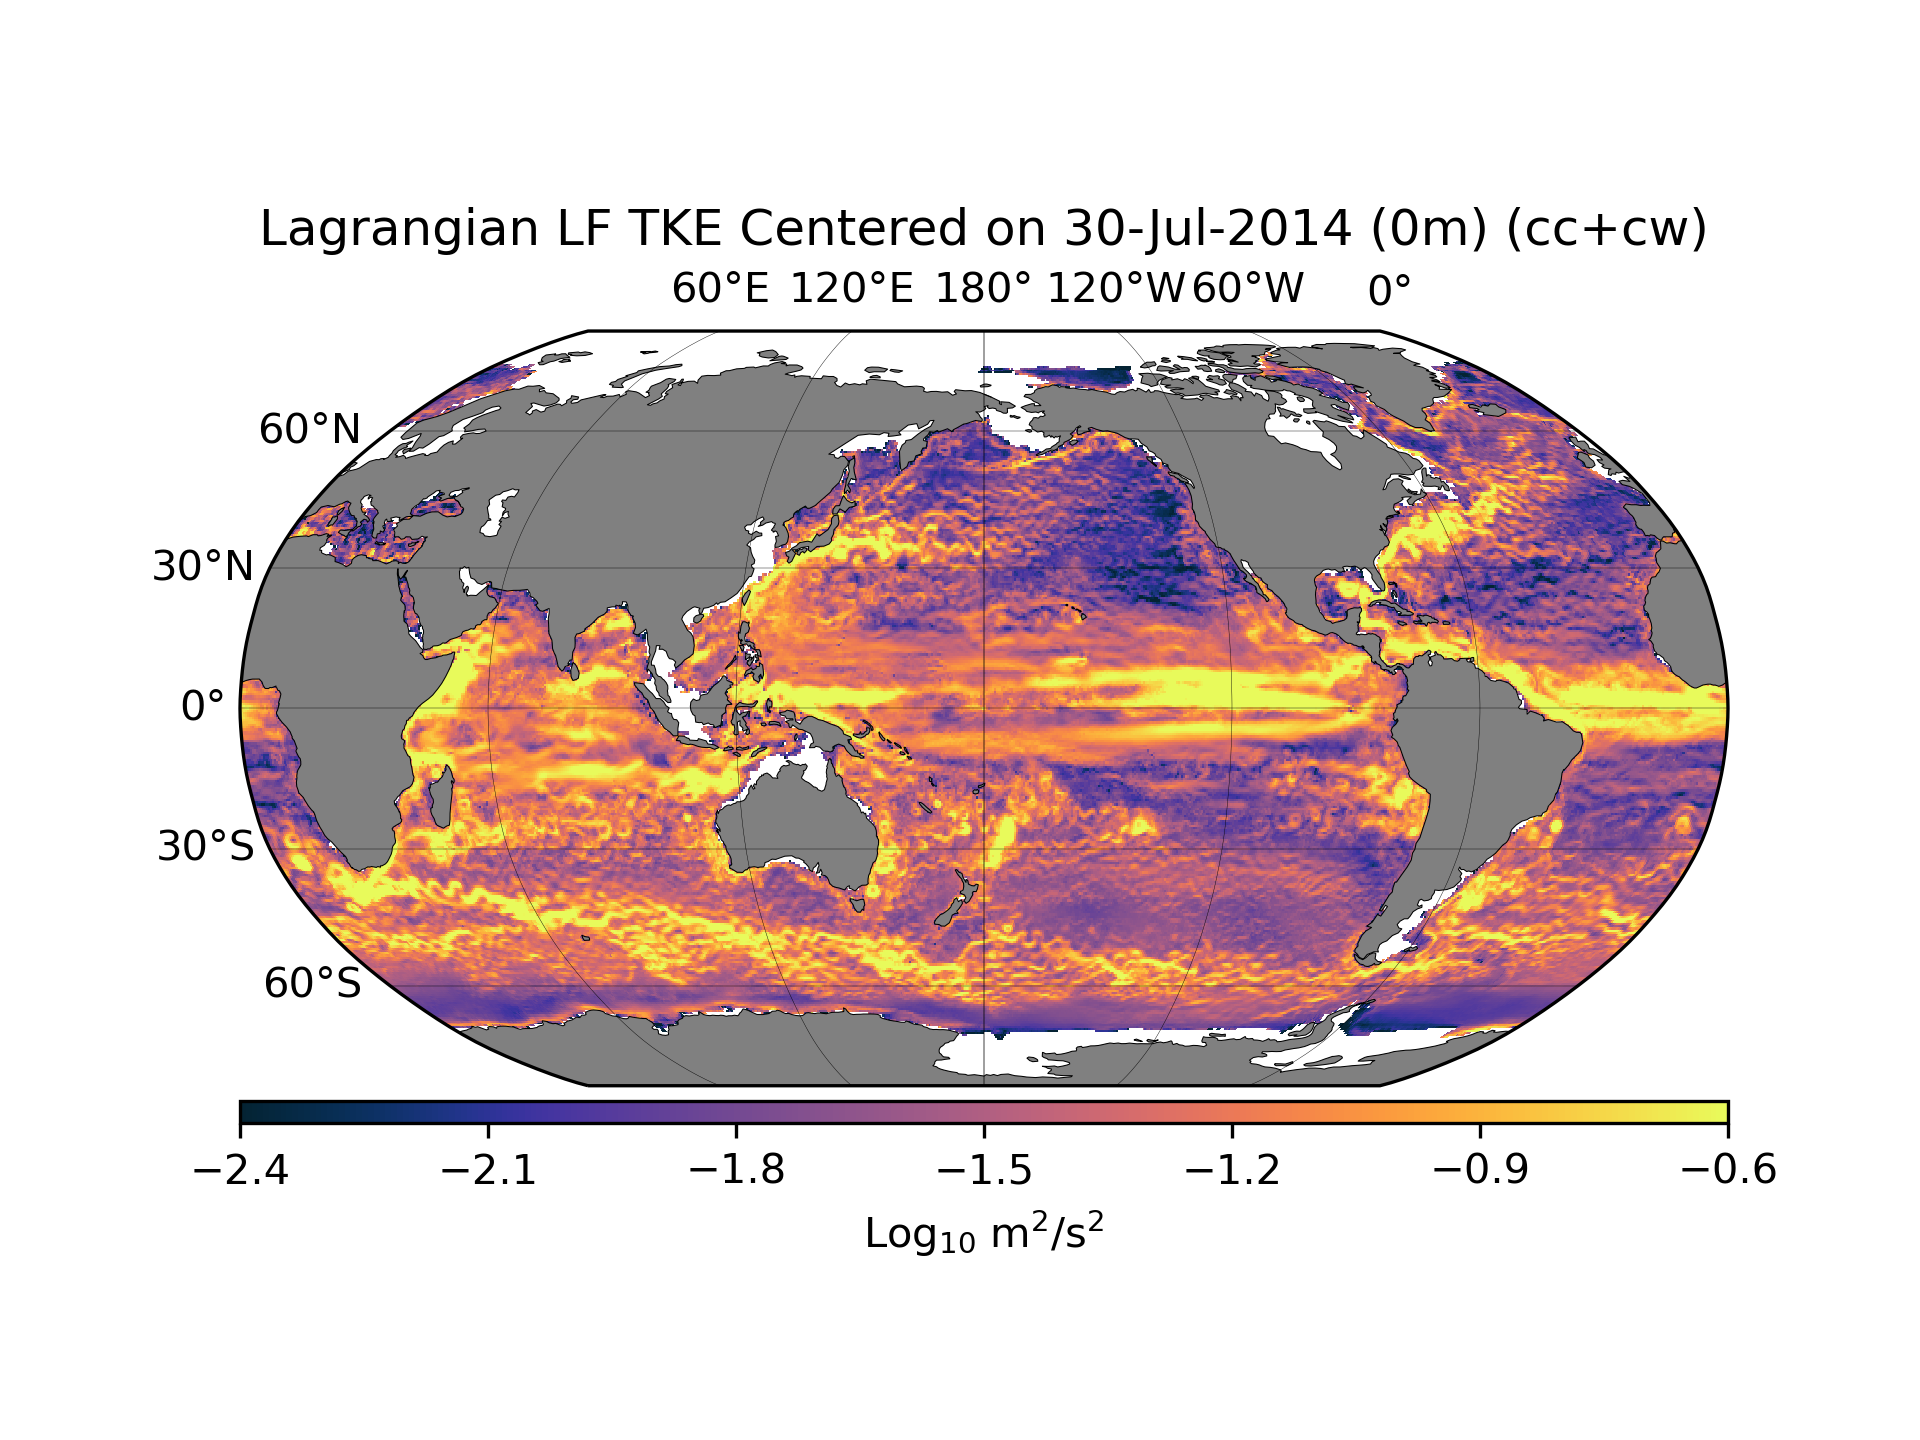 Lagrangian LF TKE Centered on 30-Jul-2014 (0m) (cc+cw)
60°E 120°E 180° 120°W 60°W 0°
60°N
30°N
0°
30°S
60°S
−2.4 −2.1 −1.8 −1.5 −1.2 −0.9 −0.6
Log₁₀ m²/s²